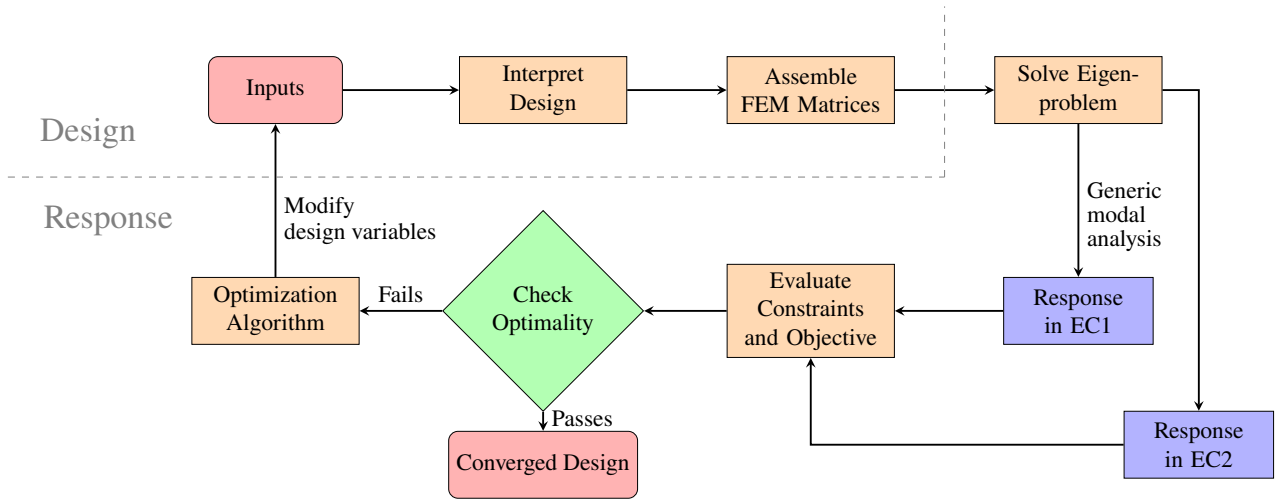 Inputs
Interpret
Design
Assemble
FEM Matrices
Solve Eigen-
problem
Design
Response
Modify
design variables
Generic
modal
analysis
Optimization
Algorithm
Fails
Check
Optimality
Evaluate
Constraints
and Objective
Response
in EC1
Passes
Converged Design
Response
in EC2